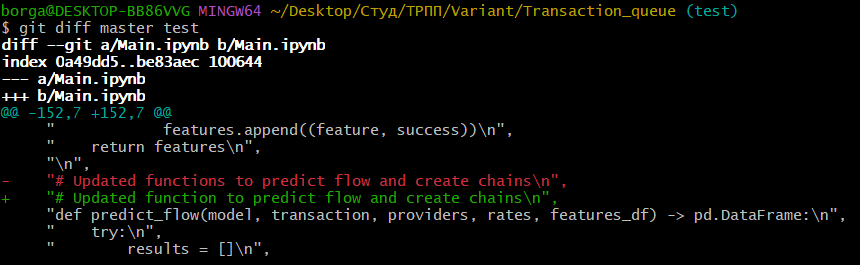 borga@DESKTOP-BB86VVG MINGW64 ~/Desktop/Студ/ТРПП/Variant/Transaction_queue (test)
$ git diff master test
diff --git a/Main.ipynb b/Main.ipynb
index 0a49dd5..be83aec 100644
--- a/Main.ipynb
+++ b/Main.ipynb
@@ -152,7 +152,7 @@
     "            features.append((feature, success))\n",
     "    return features\n",
     "\n",
-    "# Updated functions to predict flow and create chains\n",
+    "# Updated function to predict flow and create chains\n",
     "def predict_flow(model, transaction, providers, rates, features_df) -> pd.DataFrame:\n",
     "    try:\n",
     "        results = []\n",